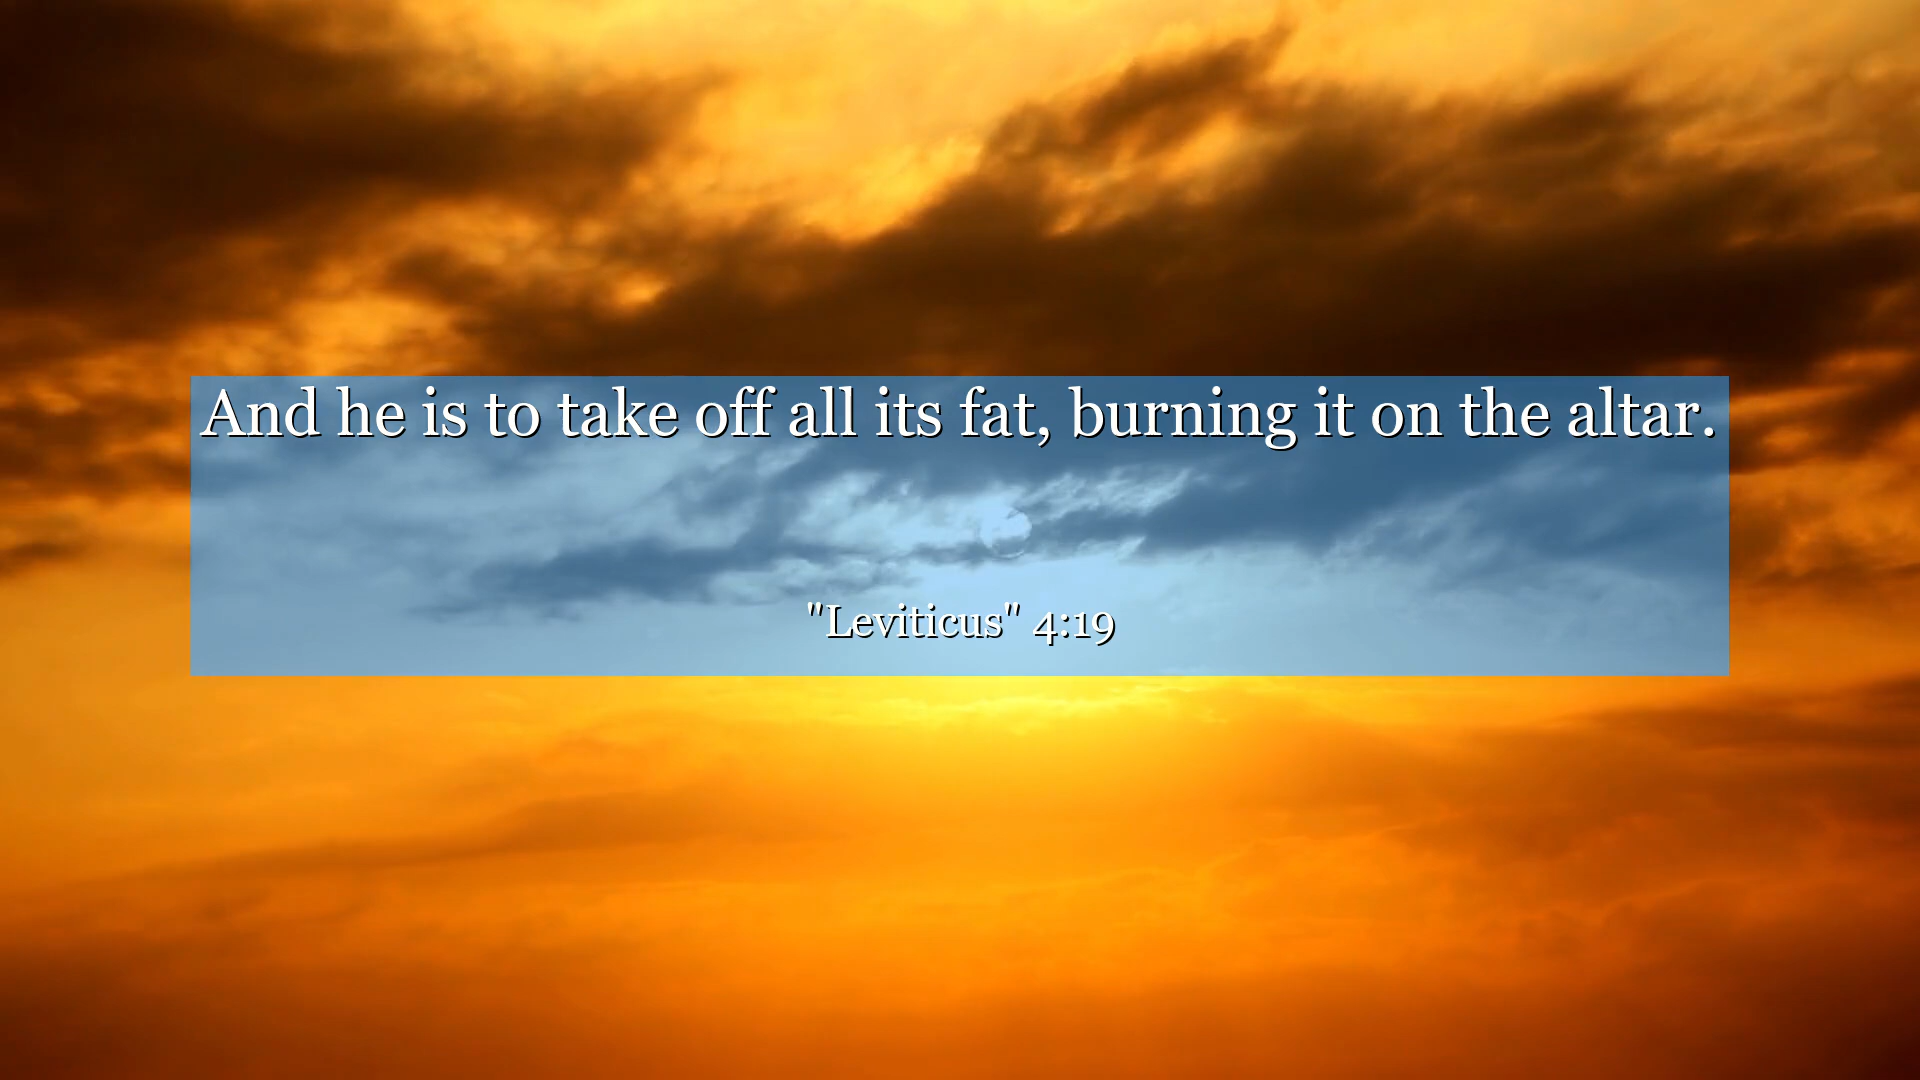 And he is to take off all its fat, burning it on the altar.
"Leviticus" 4:19